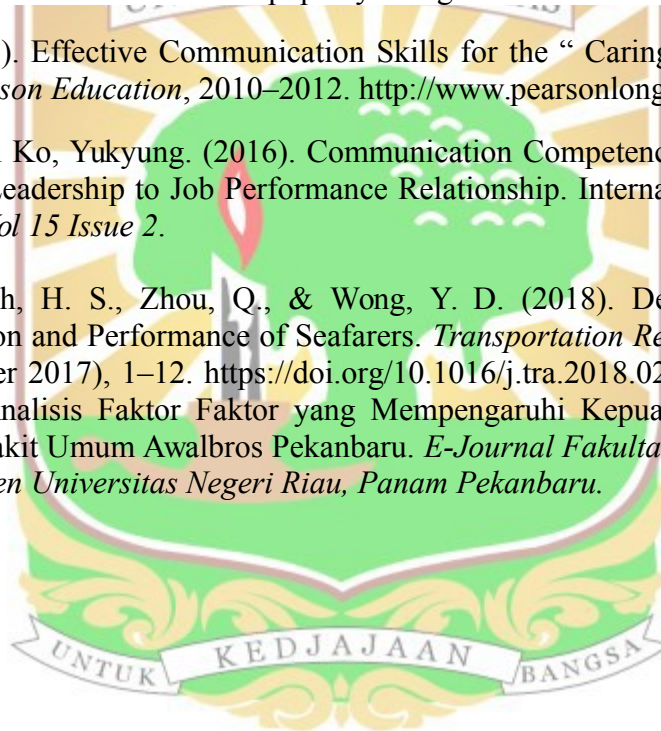 ). Effective Communication Skills for the “ Caring
son Education, 2010–2012. http://www.pearsonlong
Ko, Yukyung. (2016). Communication Competenc
Leadership to Job Performance Relationship. Interna
Vol 15 Issue 2.
h, H. S., Zhou, Q., & Wong, Y. D. (2018). De
on and Performance of Seafarers. Transportation Re
er 2017), 1–12. https://doi.org/10.1016/j.tra.2018.02
nalisis Faktor Faktor yang Mempengaruhi Kepua
akit Umum Awalbros Pekanbaru. E-Journal Fakulta
en Universitas Negeri Riau, Panam Pekanbaru.
UNTUK KEDJAJAAN BANGSA